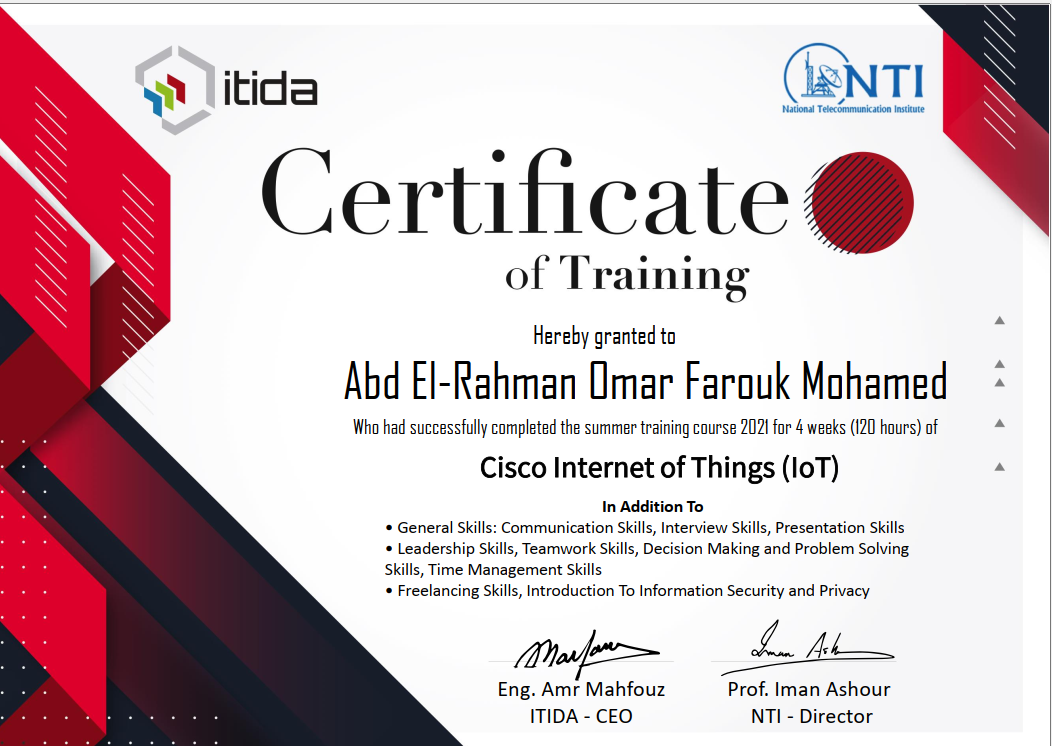 itida
NTI
National Telecommunication Institute
Certificate
of Training
Hereby granted to
Abd El-Rahman Omar Farouk Mohamed
Who had successfully completed the summer training course 2021 for 4 weeks (120 hours) of
Cisco Internet of Things (IoT)
In Addition To
• General Skills: Communication Skills, Interview Skills, Presentation Skills
• Leadership Skills, Teamwork Skills, Decision Making and Problem Solving
Skills, Time Management Skills
• Freelancing Skills, Introduction To Information Security and Privacy
Eng. Amr Mahfouz
ITIDA - CEO
Prof. Iman Ashour
NTI - Director